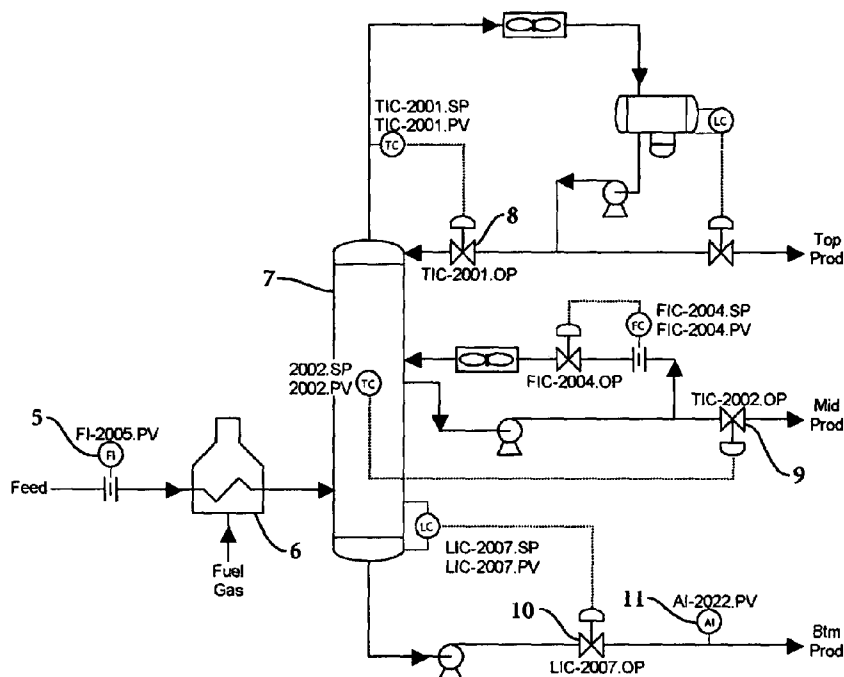 TIC-2001.SP
TIC-2001.PV
TC
LC
8
Top
Prod
7
TIC-2001.OP
FIC-2004.SP
FIC-2004.PV
FC
2002.SP
2002.PV
TC
FIC-2004.OP
TIC-2002.OP
Mid
Prod
5
FI-2005.PV
FI
9
Feed
6
Fuel
Gas
LC
LIC-2007.SP
LIC-2007.PV
10
11
AI-2022.PV
AI
Btm
Prod
LIC-2007.OP